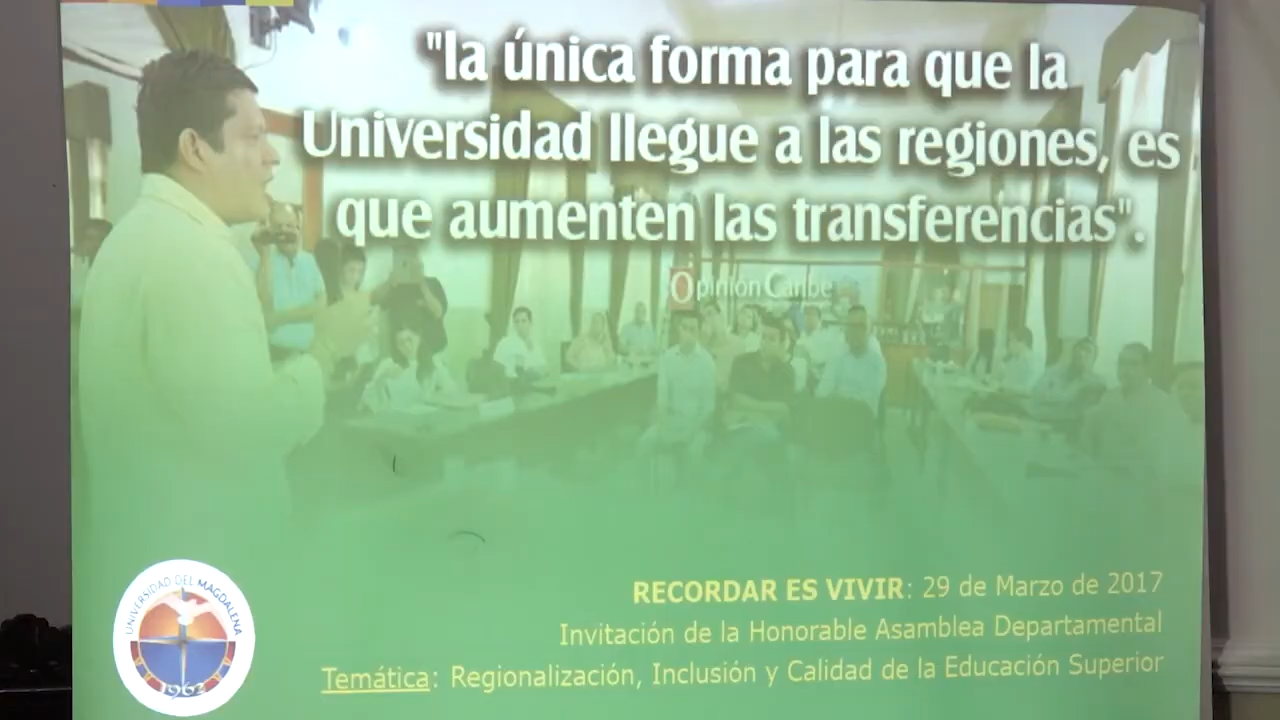 "la única forma para que la
Universidad llegue a las regiones, es
que aumenten las transferencias".
Opinión Caribe
RECORDAR ES VIVIR: 29 de Marzo de 2017
Invitación de la Honorable Asamblea Departamental
Temática: Regionalización, Inclusión y Calidad de la Educación Superior
UNIVERSIDAD DEL MAGDALENA
1962